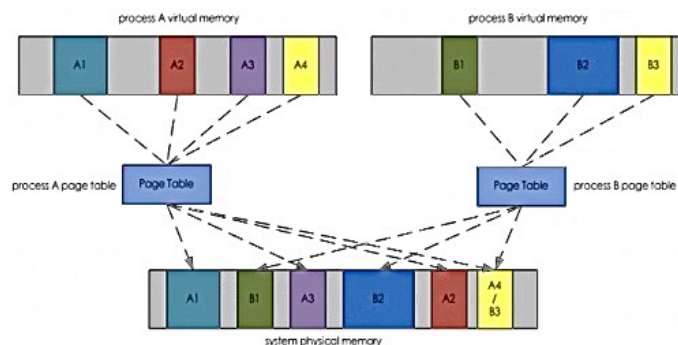 process A virtual memory
process B virtual memory
A1 A2 A3 A4
B1 B2 B3
process A page table
Page Table
Page Table
process B page table
A1 B1 A3 B2 A2
A4
/
B3
system physical memory